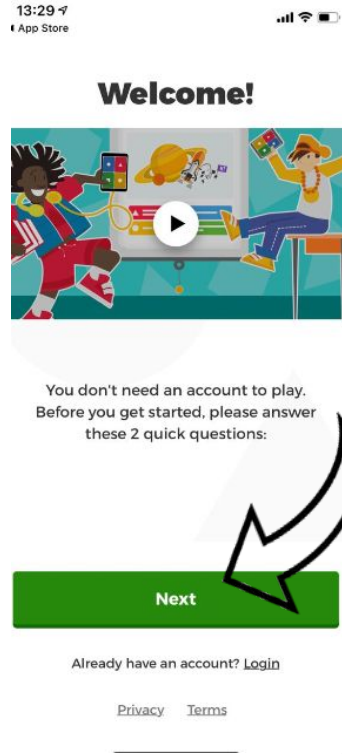 13:29
App Store
Welcome!
You don't need an account to play.
Before you get started, please answer
these 2 quick questions:
Next
Already have an account? Login
Privacy Terms